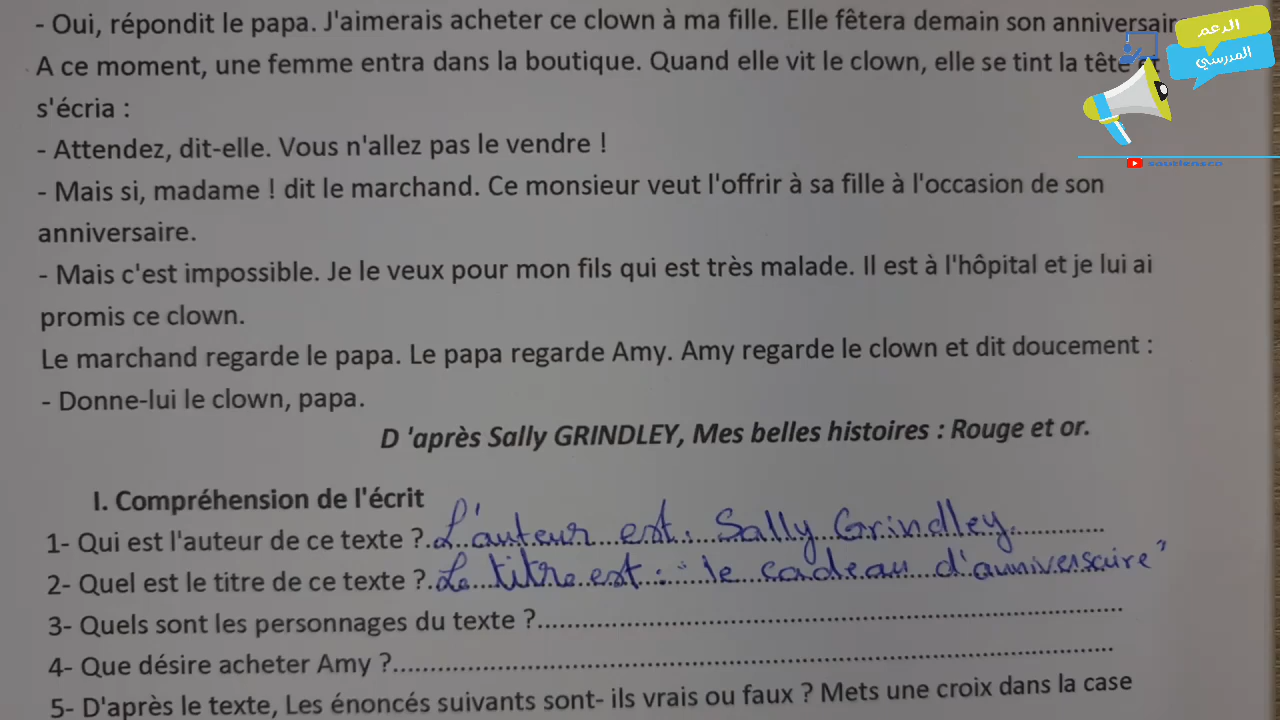 - Oui, répondit le papa. J'aimerais acheter ce clown à ma fille. Elle fêtera demain son anniversair
A ce moment, une femme entra dans la boutique. Quand elle vit le clown, elle se tint la tête et
s'écria :
- Attendez, dit-elle. Vous n'allez pas le vendre !
- Mais si, madame ! dit le marchand. Ce monsieur veut l'offrir à sa fille à l'occasion de son
anniversaire.
- Mais c'est impossible. Je le veux pour mon fils qui est très malade. Il est à l'hôpital et je lui ai
promis ce clown.
Le marchand regarde le papa. Le papa regarde Amy. Amy regarde le clown et dit doucement :
- Donne-lui le clown, papa.
D 'après Sally GRINDLEY, Mes belles histoires : Rouge et or.
I. Compréhension de l'écrit
1- Qui est l'auteur de ce texte ? L'auteur est : Sally Grindley
2- Quel est le titre de ce texte ? Le titre est : "le cadeau d'anniversaire"
3- Quels sont les personnages du texte ?
4- Que désire acheter Amy ?
5- D'après le texte, Les énoncés suivants sont- ils vrais ou faux ? Mets une croix dans la case
الدعم
المدرسي
soutiensco